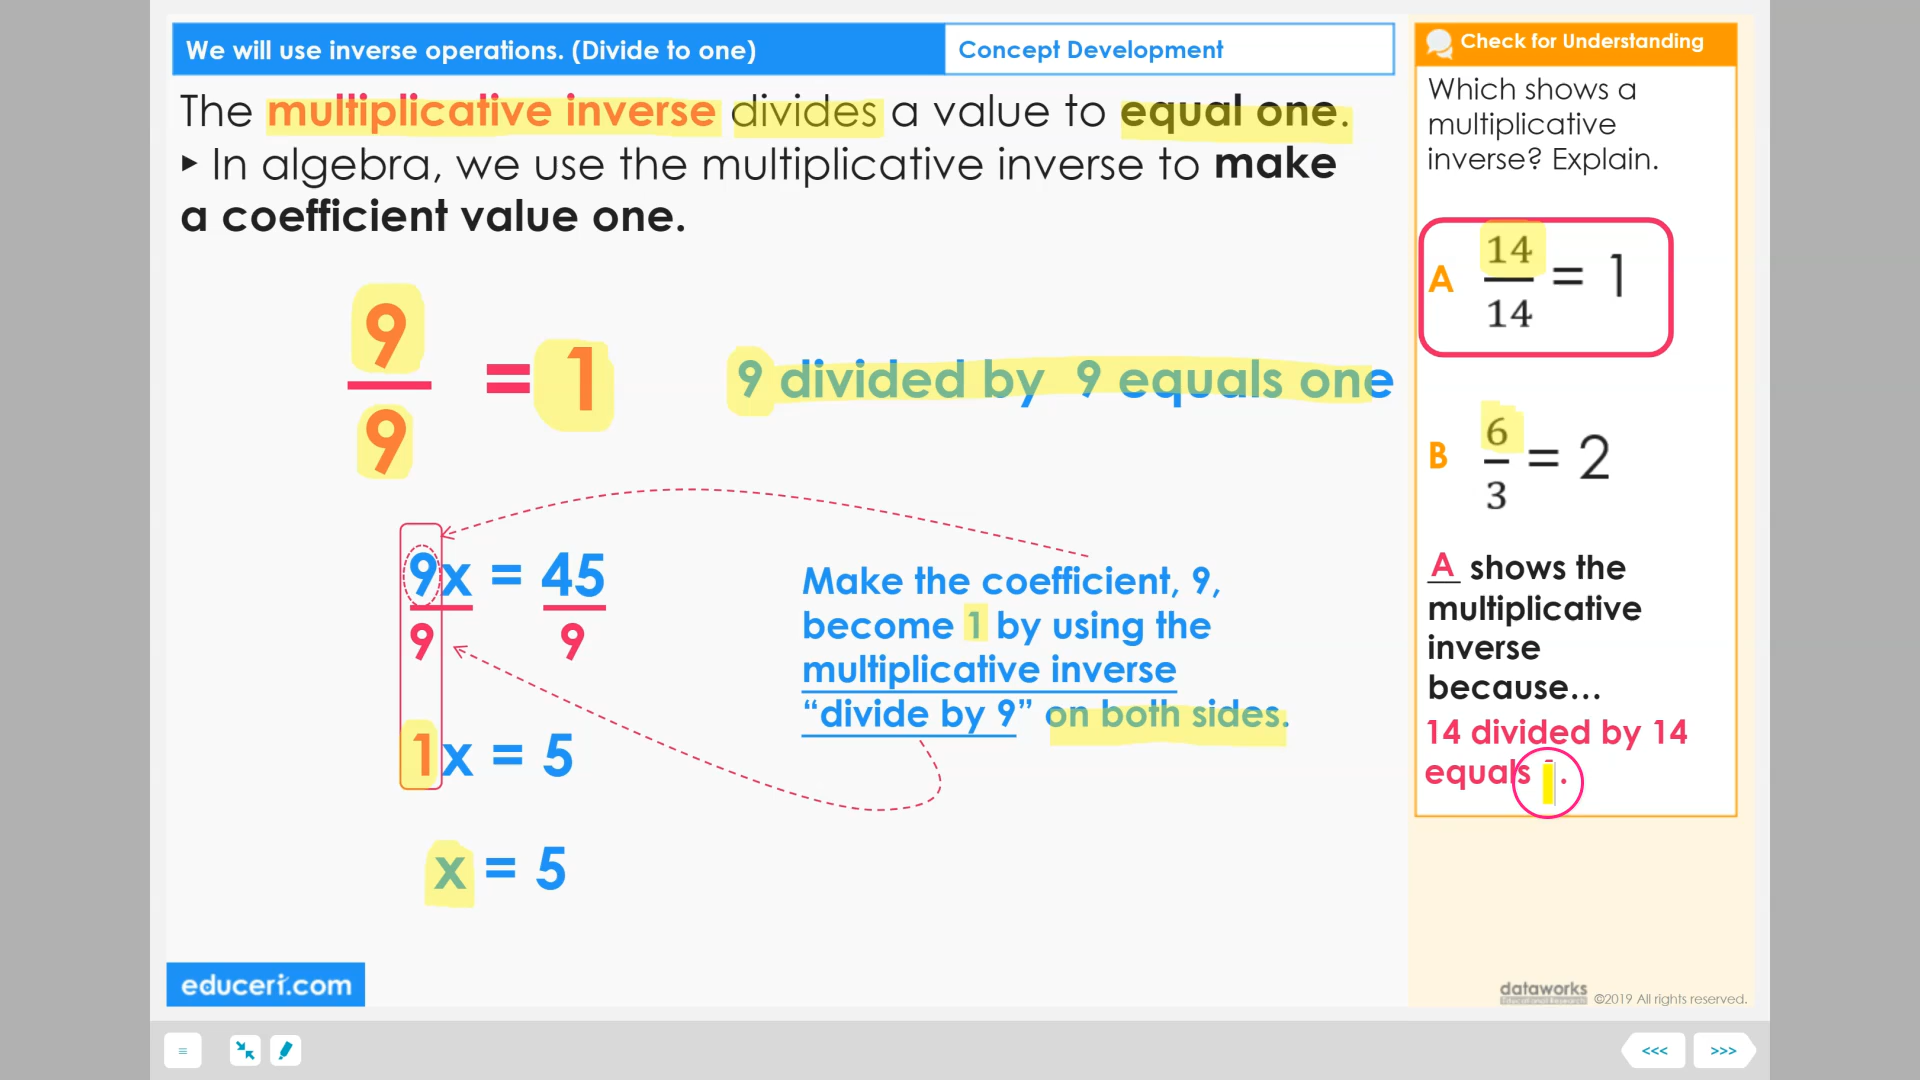 We will use inverse operations. (Divide to one)
Concept Development
The multiplicative inverse divides a value to equal one.
▸ In algebra, we use the multiplicative inverse to make
a coefficient value one.
9
9
= 1
9 divided by 9 equals one
9x = 45
9 9
1x = 5
x = 5
Make the coefficient, 9,
become 1 by using the
multiplicative inverse
“divide by 9” on both sides.
educeri.com
Check for Understanding
Which shows a
multiplicative
inverse? Explain.
A 14/14 = 1
B 6/3 = 2
A shows the
multiplicative
inverse
because…
14 divided by 14
equals 1.
dataworks
©2019 All rights reserved.
<<< >>>